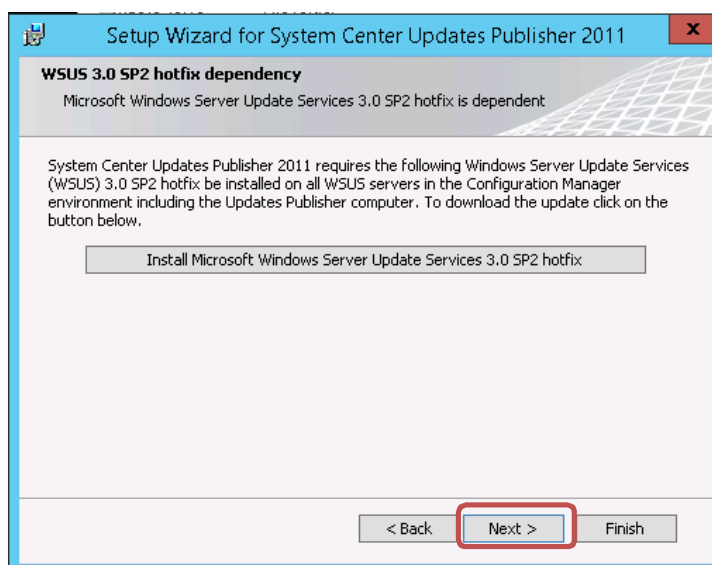 Setup Wizard for System Center Updates Publisher 2011
x
WSUS 3.0 SP2 hotfix dependency
Microsoft Windows Server Update Services 3.0 SP2 hotfix is dependent
System Center Updates Publisher 2011 requires the following Windows Server Update Services
(WSUS) 3.0 SP2 hotfix be installed on all WSUS servers in the Configuration Manager
environment including the Updates Publisher computer. To download the update click on the
button below.
Install Microsoft Windows Server Update Services 3.0 SP2 hotfix
< Back Next > Finish